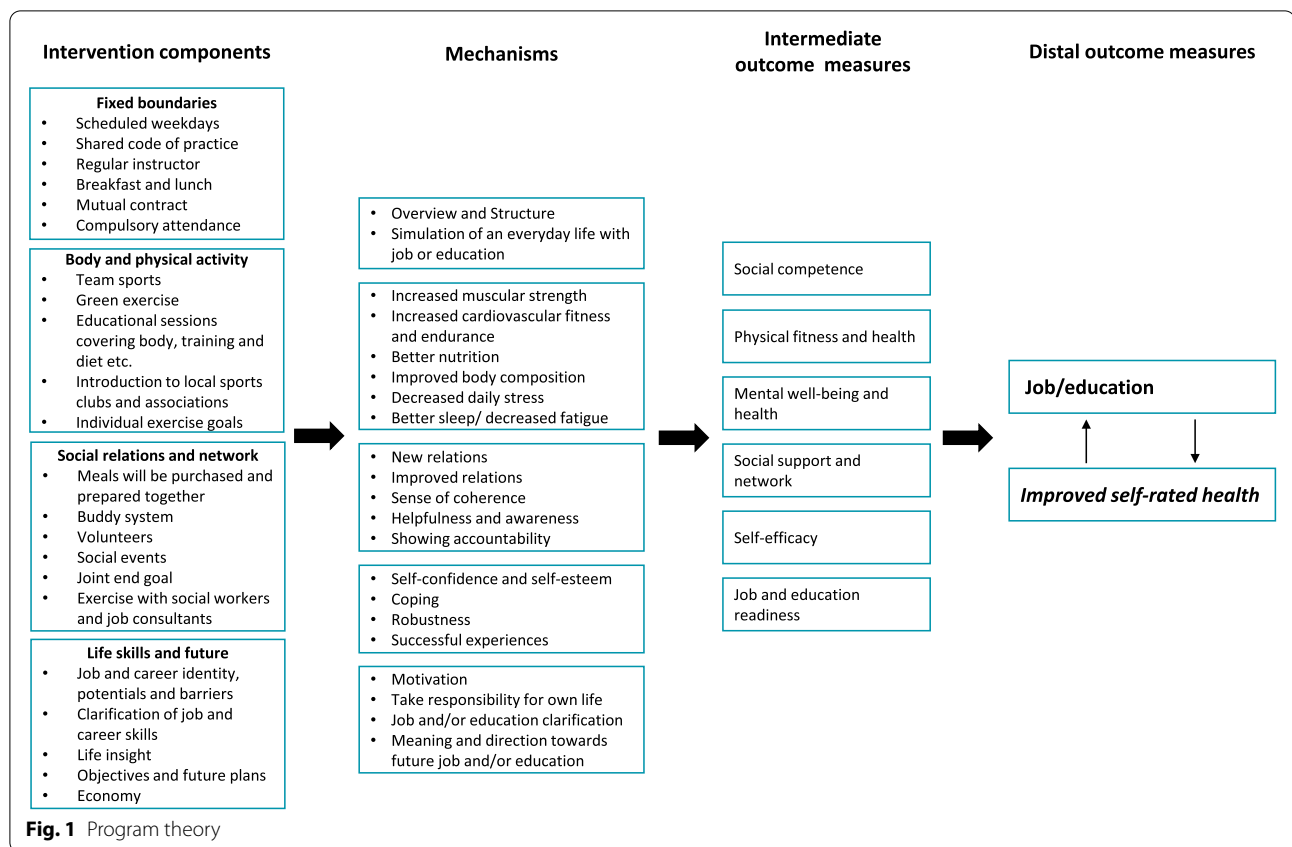 Intervention components
Fixed boundaries
• Scheduled weekdays
• Shared code of practice
• Regular instructor
• Breakfast and lunch
• Mutual contract
• Compulsory attendance
Body and physical activity
• Team sports
• Green exercise
• Educational sessions
covering body, training and
diet etc.
• Introduction to local sports
clubs and associations
• Individual exercise goals
Social relations and network
• Meals will be purchased and
prepared together
• Buddy system
• Volunteers
• Social events
• Joint end goal
• Exercise with social workers
and job consultants
Life skills and future
• Job and career identity,
potentials and barriers
• Clarification of job and
career skills
• Life insight
• Objectives and future plans
• Economy
Mechanisms
• Overview and Structure
• Simulation of an everyday life with
job or education
• Increased muscular strength
• Increased cardiovascular fitness
and endurance
• Better nutrition
• Improved body composition
• Decreased daily stress
• Better sleep/ decreased fatigue
• New relations
• Improved relations
• Sense of coherence
• Helpfulness and awareness
• Showing accountability
• Self-confidence and self-esteem
• Coping
• Robustness
• Successful experiences
• Motivation
• Take responsibility for own life
• Job and/or education clarification
• Meaning and direction towards
future job and/or education
Intermediate
outcome measures
Social competence
Physical fitness and health
Mental well-being and
health
Social support and
network
Self-efficacy
Job and education
readiness
Distal outcome measures
Job/education
Improved self-rated health
Fig. 1 Program theory